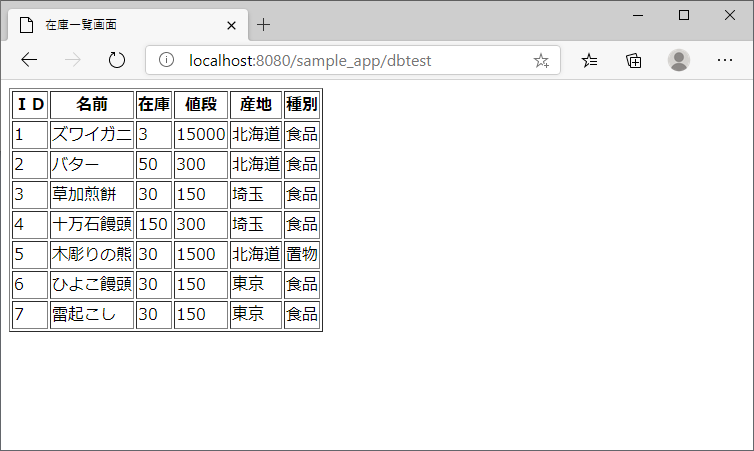 在庫一覧画面
localhost:8080/sample_app/dbtest
ＩＤ 名前 在庫 値段 産地 種別
1 ズワイガニ 3 15000 北海道 食品
2 バター 50 300 北海道 食品
3 草加煎餅 30 150 埼玉 食品
4 十万石饅頭 150 300 埼玉 食品
5 木彫りの熊 30 1500 北海道 置物
6 ひよこ饅頭 30 150 東京 食品
7 雷起こし 30 150 東京 食品